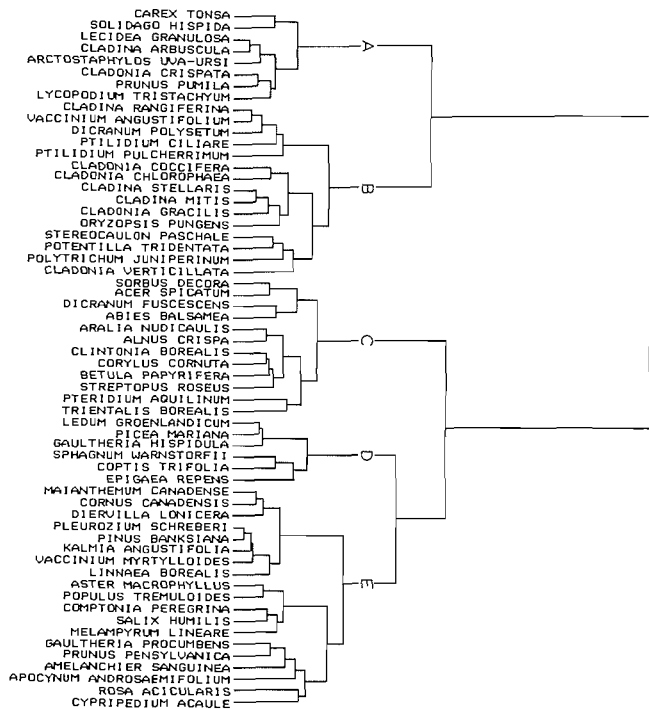 CAREX TONSA
SOLIDAGO HISPIDA
LECIDEA GRANULOSA
CLADINA ARBUSCULA
ARCTOSTAPHYLOS UVA-URSI
CLADONIA CRISPATA
PRUNUS PUMILA
LYCOPODIUM TRISTACHYUM
CLADINA RANGIFERINA
VACCINIUM ANGUSTIFOLIUM
DICRANUM POLYSETUM
PTILIDIUM CILIARE
PTILIDIUM PULCHERRIMUM
CLADONIA COCCIFERA
CLADONIA CHLOROPHAEA
CLADINA STELLARIS
CLADINA MITIS
CLADONIA GRACILIS
ORYZOPSIS PUNGENS
STEREOCAULON PASCHALE
POTENTILLA TRIDENTATA
POLYTRICHUM JUNIPERINUM
CLADONIA VERTICILLATA
SORBUS DECORA
ACER SPICATUM
DICRANUM FUSCESCENS
ABIES BALSAMEA
ARALIA NUDICAULIS
ALNUS CRISPA
CLINTONIA BOREALIS
CORYLUS CORNUTA
BETULA PAPYRIFERA
STREPTOPUS ROSEUS
PTERIDIUM AQUILINUM
TRIENTALIS BOREALIS
LEDUM GROENLANDICUM
PICEA MARIANA
GAULTHERIA HISPIDULA
SPHAGNUM WARNSTORFII
COPTIS TRIFOLIA
EPIGAEA REPENS
MAIANTHEMUM CANADENSE
CORNUS CANADENSIS
DIERVILLA LONICERA
PLEUROZIUM SCHREBERI
PINUS BANKSIANA
KALMIA ANGUSTIFOLIA
VACCINIUM MYRTYLLOIDES
LINNAEA BOREALIS
ASTER MACROPHYLLUS
POPULUS TREMULOIDES
COMPTONIA PEREGRINA
SALIX HUMILIS
MELAMPYRUM LINEARE
GAULTHERIA PROCUMBENS
PRUNUS PENSYLVANICA
AMELANCHIER SANGUINEA
APOCYNUM ANDROSAEMIFOLIUM
ROSA ACICULARIS
CYPRIPEDIUM ACAULE
A
B
C
D
E